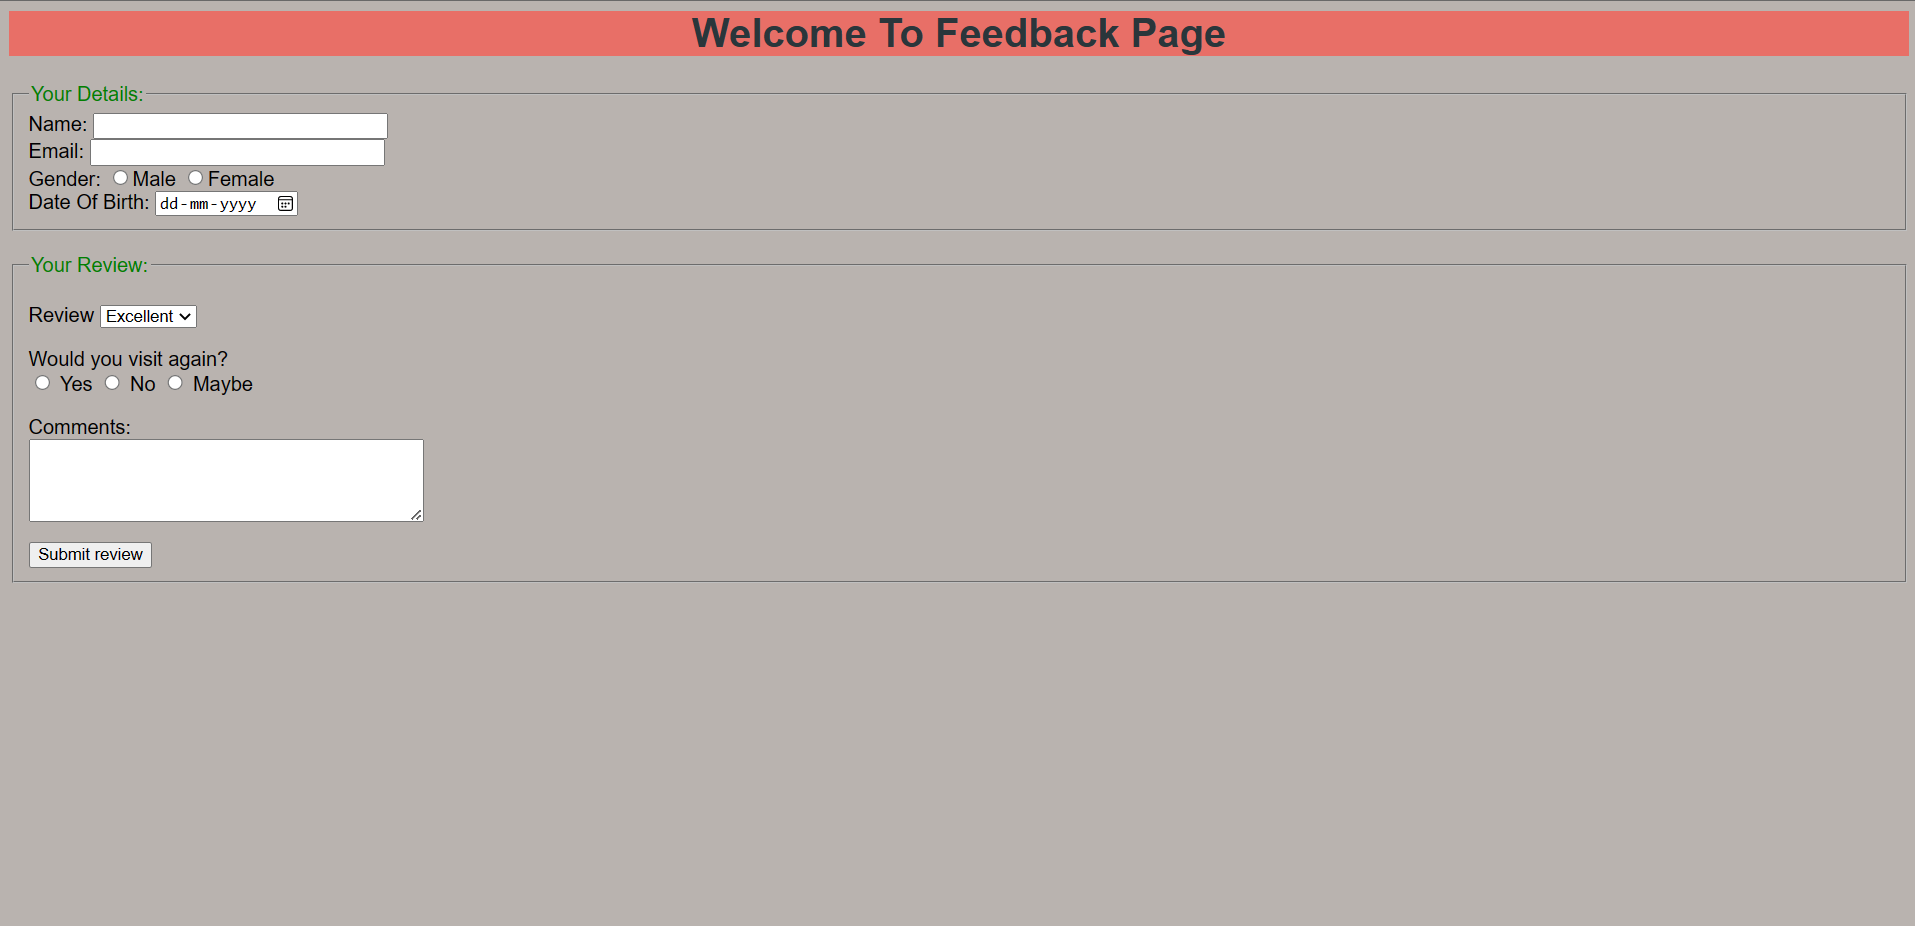 Welcome To Feedback Page
Your Details:
Name:
Email:
Gender: Male Female
Date Of Birth: dd-mm-yyyy
Your Review:
Review Excellent
Would you visit again?
Yes No Maybe
Comments:
Submit review